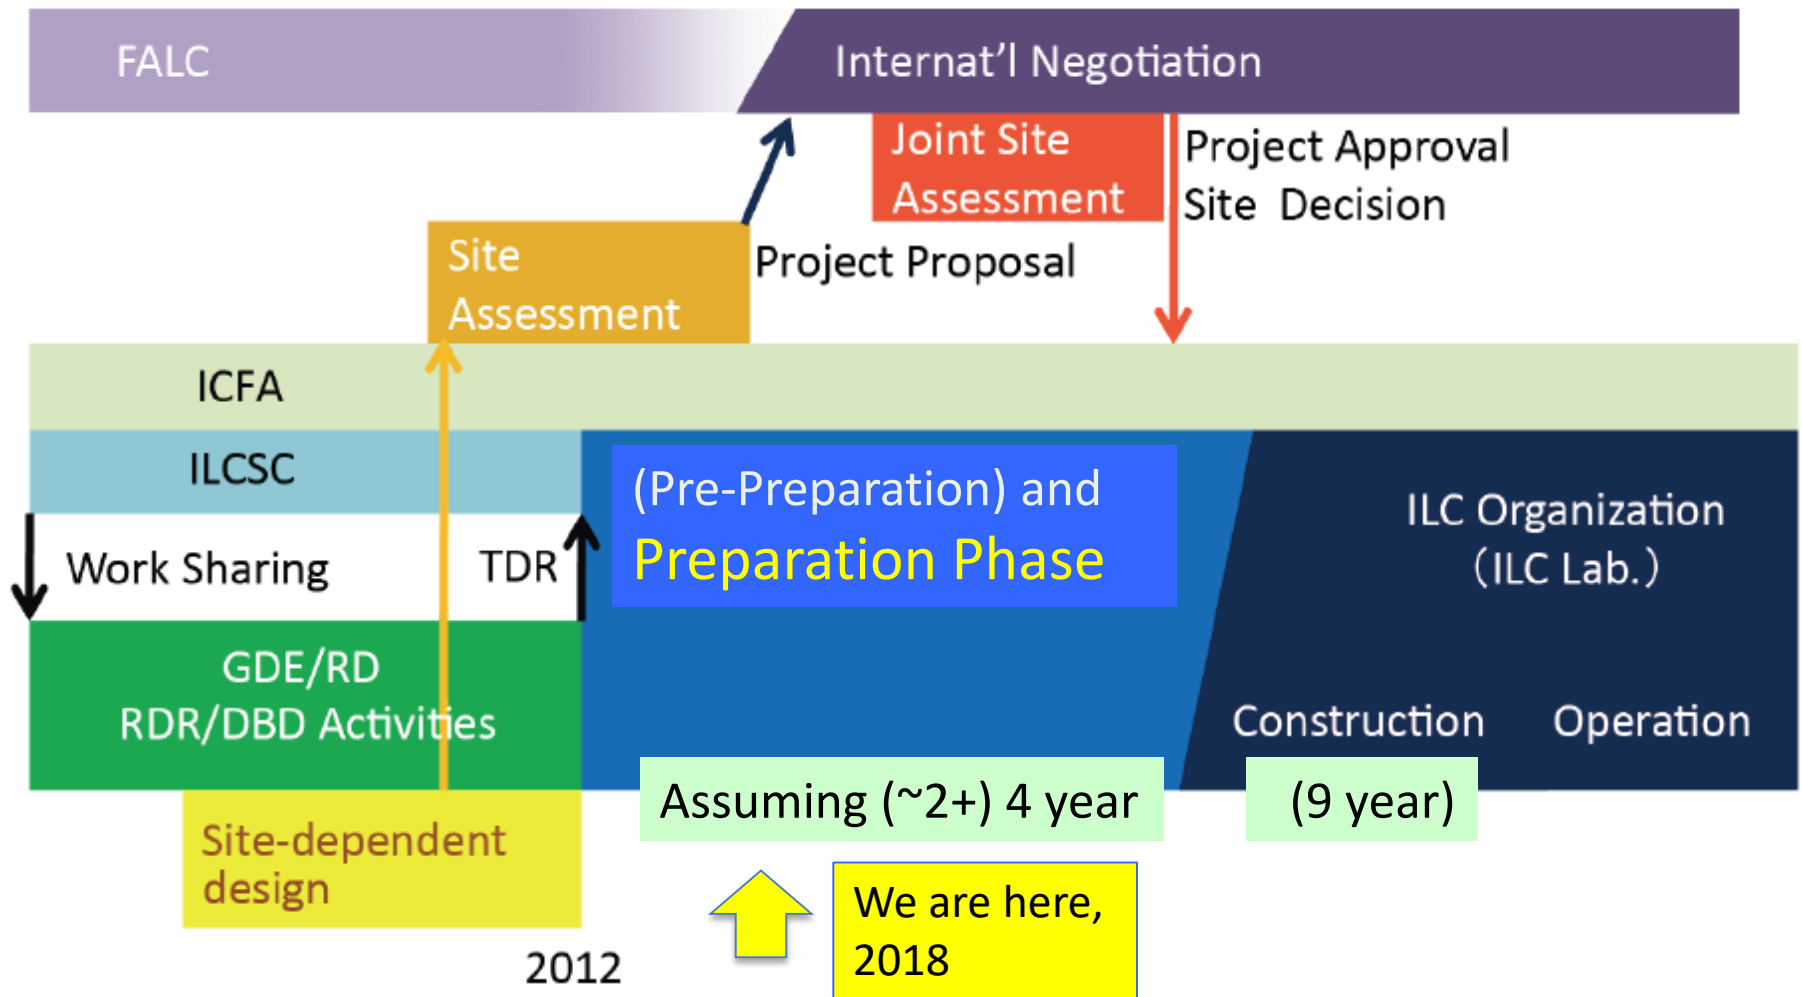 FALC
Internat’l Negotiation
Joint Site
Assessment
Project Approval
Site Decision
Site
Assessment
Project Proposal
ICFA
ILCSC
(Pre-Preparation) and
Preparation Phase
ILC Organization
（ILC Lab.）
Work Sharing
TDR
GDE/RD
RDR/DBD Activities
Construction
Operation
Assuming (~2+) 4 year
(9 year)
Site-dependent
design
We are here,
2018
2012